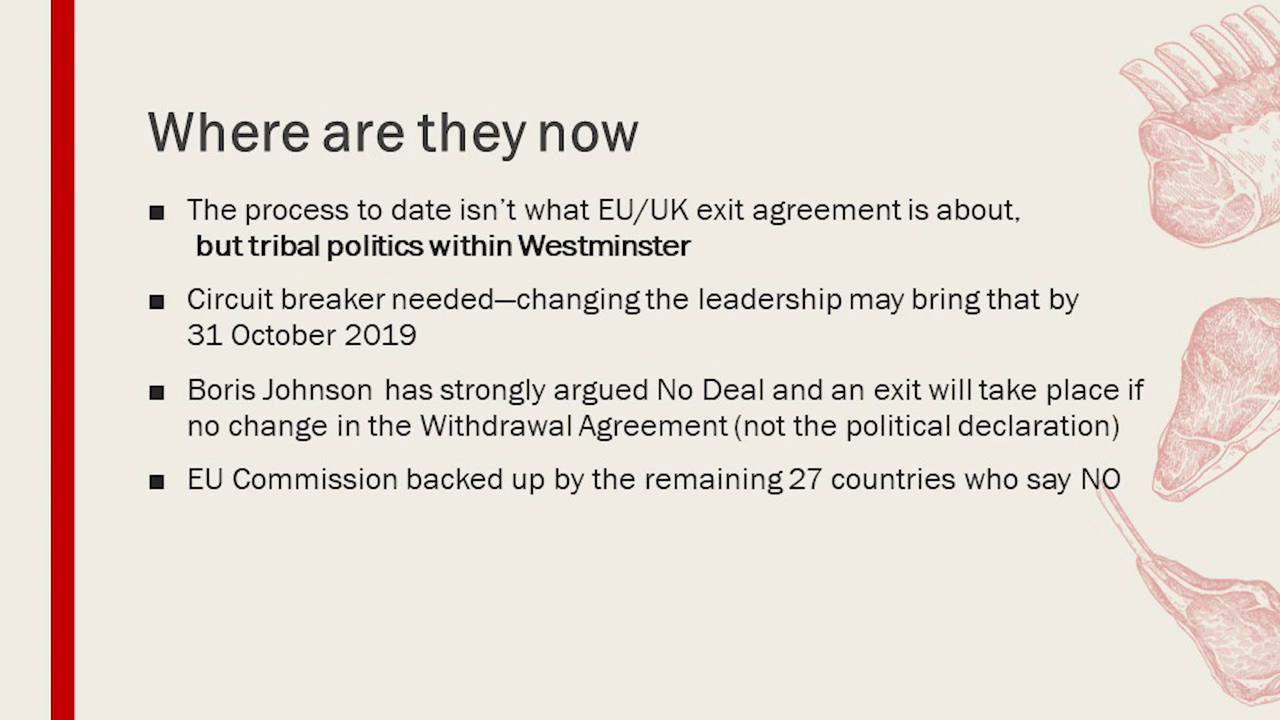 Where are they now
■ The process to date isn’t what EU/UK exit agreement is about,
but tribal politics within Westminster
■ Circuit breaker needed—changing the leadership may bring that by
31 October 2019
■ Boris Johnson has strongly argued No Deal and an exit will take place if
no change in the Withdrawal Agreement (not the political declaration)
■ EU Commission backed up by the remaining 27 countries who say NO